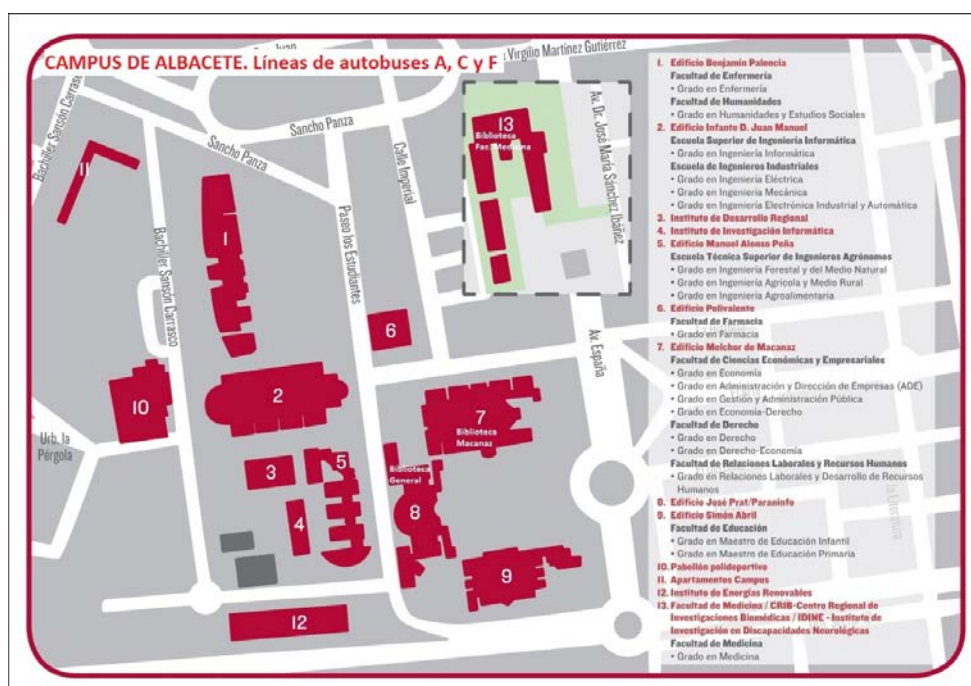 CAMPUS DE ALBACETE. Líneas de autobuses A, C y F
Virgilio Martínez Gutiérrez
Bachiller Sansón Carrasco
Sancho Panza
Sancho Panza
Calle Imperial
Av. Dr. José María Sánchez Ibáñez
Paseo los Estudiantes
Bachiller Sansón Carrasco
Av. España
Urb. la
Pérgola
13
Biblioteca
Fac. Medicina
11
1
6
2
10
7
Biblioteca
Macanaz
3
5
Biblioteca
General
8
4
9
12
1. Edificio Benjamín Palencia
Facultad de Enfermería
• Grado en Enfermería
Facultad de Humanidades
• Grado en Humanidades y Estudios Sociales
2. Edificio Infante D. Juan Manuel
Escuela Superior de Ingeniería Informática
• Grado en Ingeniería Informática
Escuela de Ingenieros Industriales
• Grado en Ingeniería Eléctrica
• Grado en Ingeniería Mecánica
• Grado en Ingeniería Electrónica Industrial y Automática
3. Instituto de Desarrollo Regional
4. Instituto de Investigación Informática
5. Edificio Manuel Alonso Peña
Escuela Técnica Superior de Ingenieros Agrónomos
• Grado en Ingeniería Forestal y del Medio Natural
• Grado en Ingeniería Agrícola y Medio Rural
• Grado en Ingeniería Agroalimentaria
6. Edificio Polivalente
Facultad de Farmacia
• Grado en Farmacia
7. Edificio Melchor de Macanaz
Facultad de Ciencias Económicas y Empresariales
• Grado en Economía
• Grado en Administración y Dirección de Empresas (ADE)
• Grado en Gestión y Administración Pública
• Grado en Economía-Derecho
Facultad de Derecho
• Grado en Derecho
• Grado en Derecho-Economía
Facultad de Relaciones Laborales y Recursos Humanos
• Grado en Relaciones Laborales y Desarrollo de Recursos
Humanos
8. Edificio José Prat/Paraninfo
9. Edificio Simón Abril
Facultad de Educación
• Grado en Maestro de Educación Infantil
• Grado en Maestro de Educación Primaria
10. Pabellón polideportivo
11. Apartamentos Campus
12. Instituto de Energías Renovables
13. Facultad de Medicina / CRIB-Centro Regional de
Investigaciones Biomédicas / IDINE - Instituto de
Investigación en Discapacidades Neurológicas
Facultad de Medicina
• Grado en Medicina